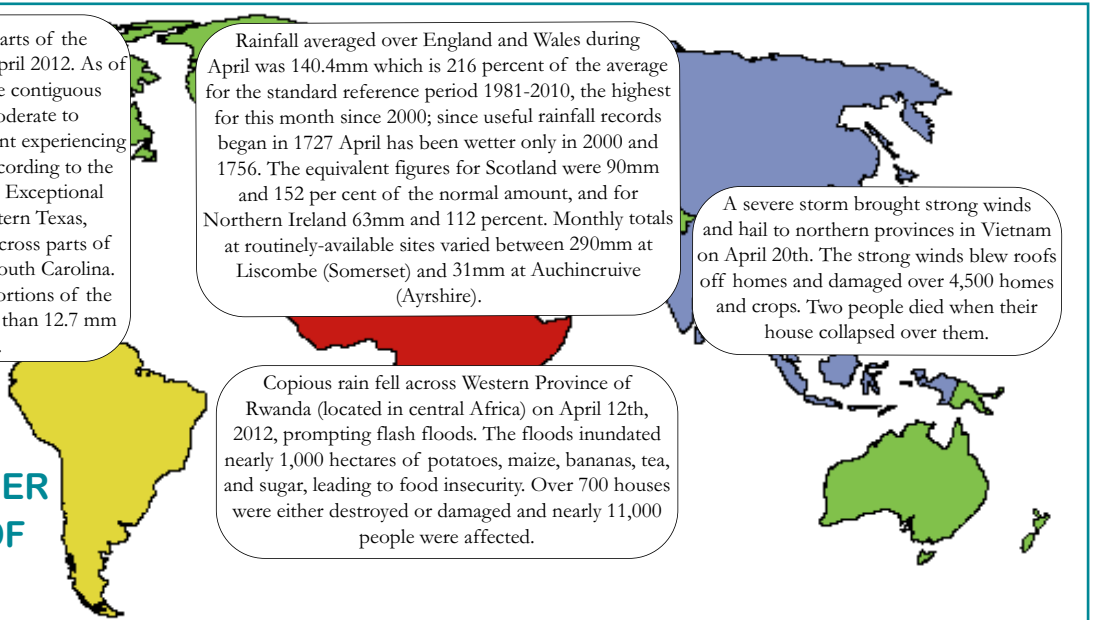 arts of the
pril 2012. As of
e contiguous
oderate to
nt experiencing
cording to the
Exceptional
tern Texas,
cross parts of
outh Carolina.
ortions of the
than 12.7 mm
.
Rainfall averaged over England and Wales during
April was 140.4mm which is 216 percent of the average
for the standard reference period 1981-2010, the highest
for this month since 2000; since useful rainfall records
began in 1727 April has been wetter only in 2000 and
1756. The equivalent figures for Scotland were 90mm
and 152 per cent of the normal amount, and for
Northern Ireland 63mm and 112 percent. Monthly totals
at routinely-available sites varied between 290mm at
Liscombe (Somerset) and 31mm at Auchincruive
(Ayrshire).
A severe storm brought strong winds
and hail to northern provinces in Vietnam
on April 20th. The strong winds blew roofs
off homes and damaged over 4,500 homes
and crops. Two people died when their
house collapsed over them.
Copious rain fell across Western Province of
Rwanda (located in central Africa) on April 12th,
2012, prompting flash floods. The floods inundated
nearly 1,000 hectares of potatoes, maize, bananas, tea,
and sugar, leading to food insecurity. Over 700 houses
were either destroyed or damaged and nearly 11,000
people were affected.
ER
OF